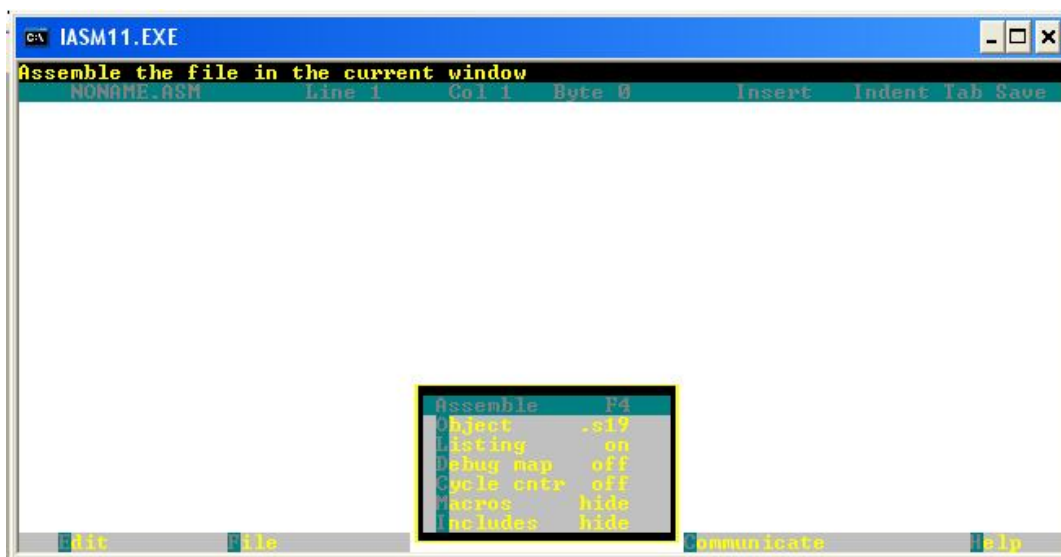 IASM11.EXE
Assemble the file in the current window
NONAME.ASM Line 1 Col 1 Byte 0 Insert Indent Tab Save
Assemble F4
Object .s19
Listing on
Debug map off
Cycle cntr off
Macros hide
Includes hide
Edit File Communicate Help